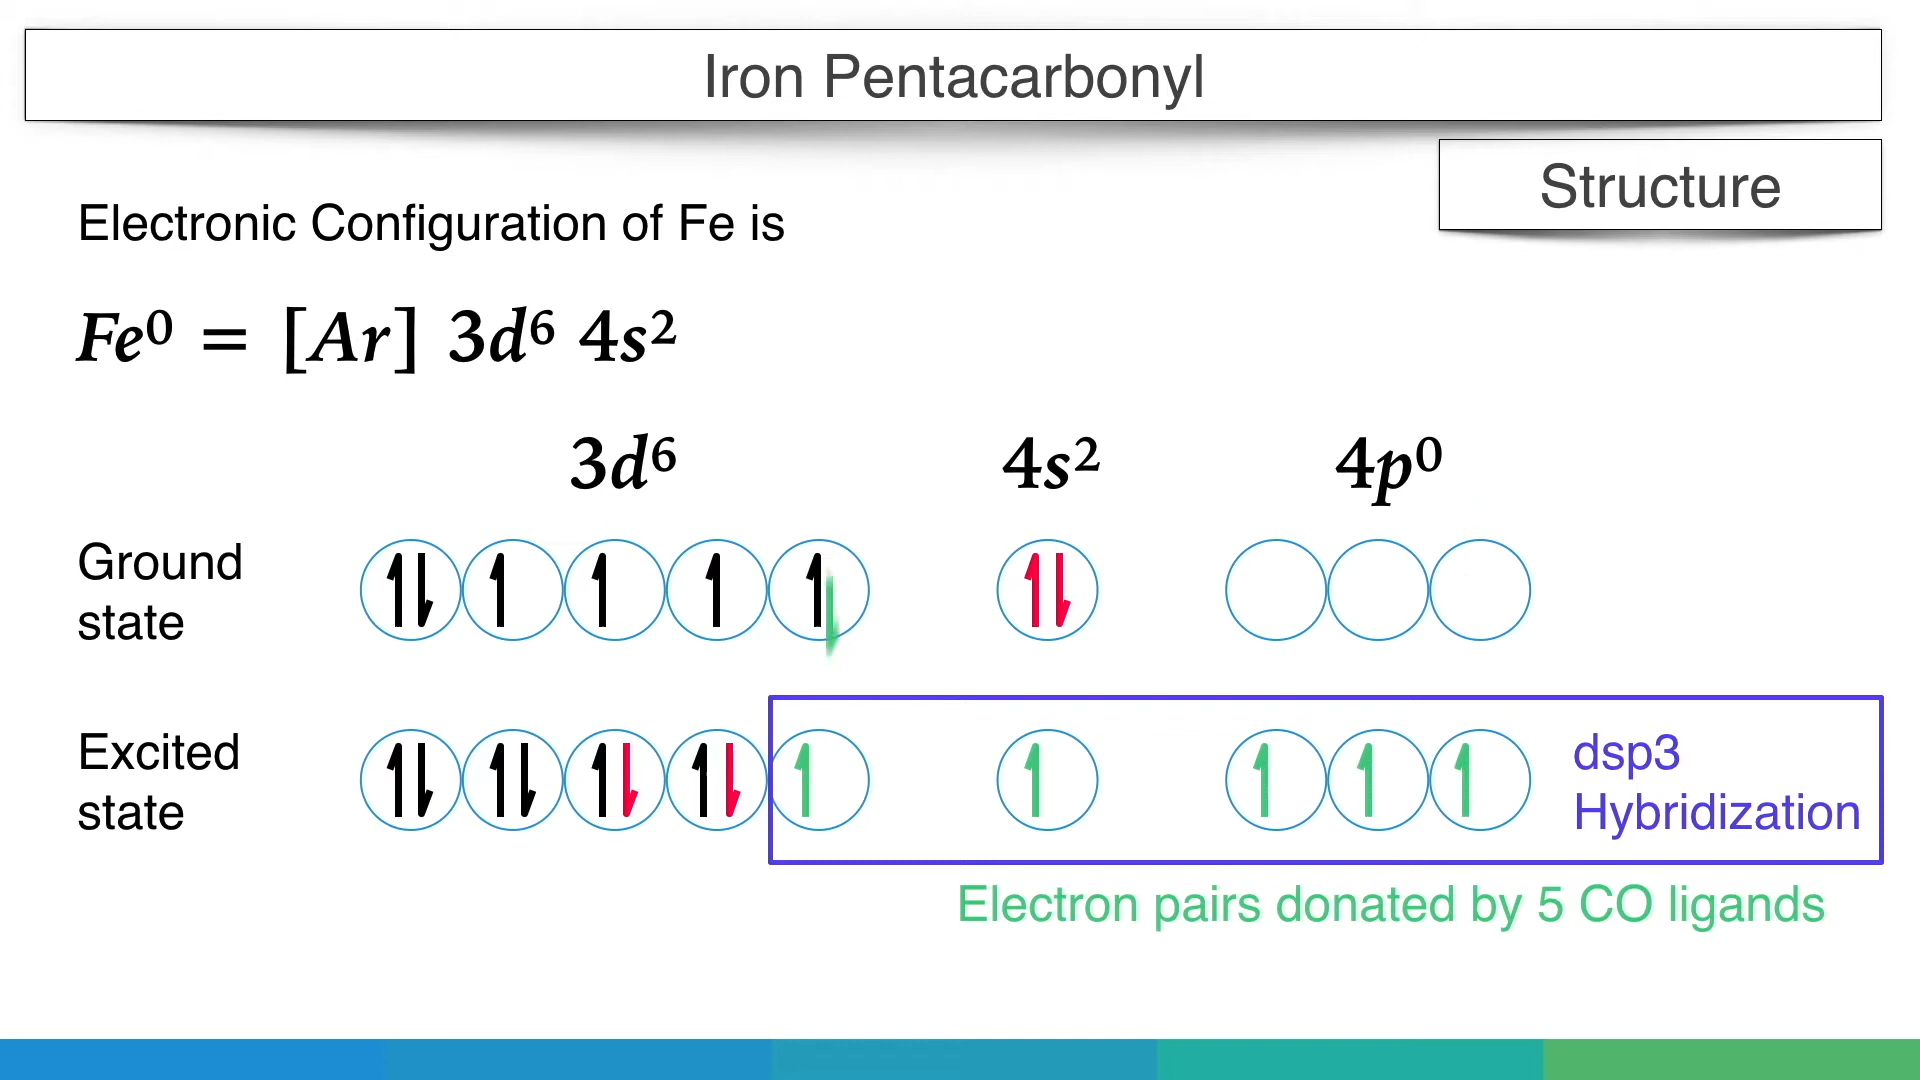 Iron Pentacarbonyl
Structure
Electronic Configuration of Fe is
Fe⁰ = [Ar] 3d⁶ 4s²
3d⁶ 4s² 4p⁰
Ground
state
Excited
state
dsp3
Hybridization
Electron pairs donated by 5 CO ligands